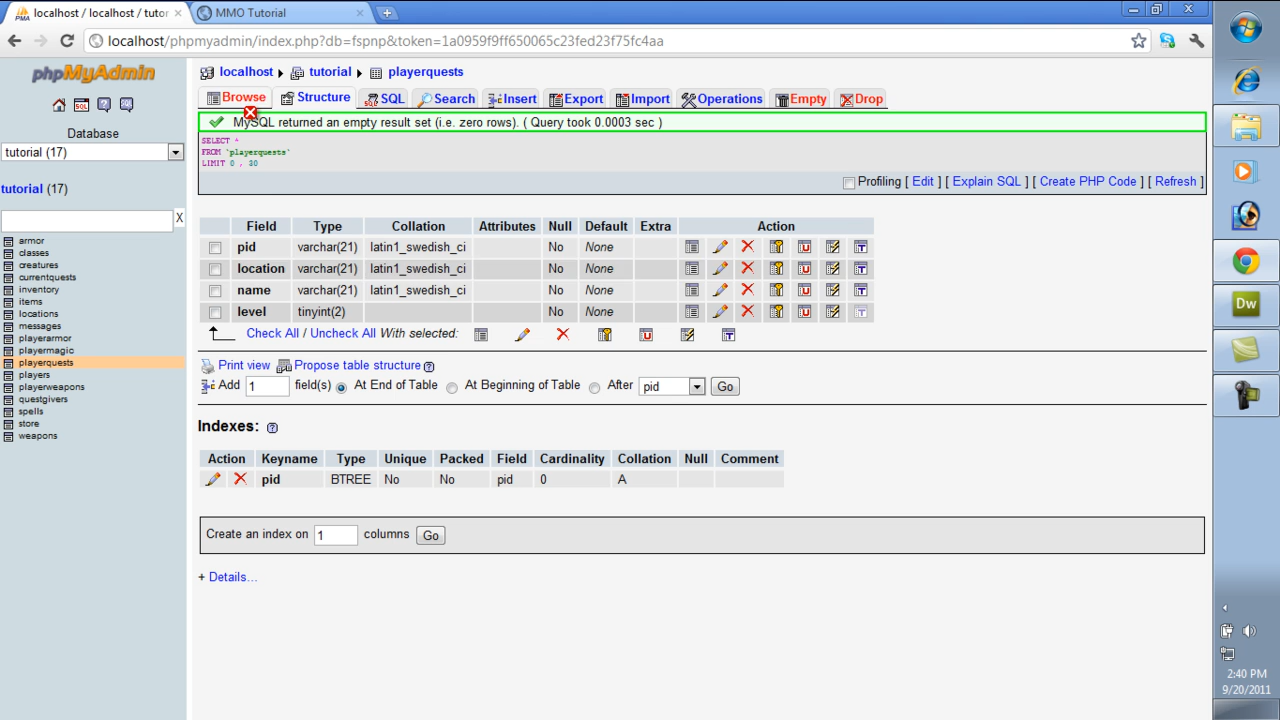 localhost / localhost / tutor
MMO Tutorial
localhost/phpmyadmin/index.php?db=fspnp&token=1a0959f9ff650065c23fed23f75fc4aa
phpMyAdmin
Database
tutorial (17)
tutorial (17)
X
armor
classes
creatures
currentquests
inventory
items
locations
messages
playerarmor
playermagic
playerquests
players
playerweapons
questgivers
spells
store
weapons
localhost tutorial playerquests
Browse Structure SQL Search Insert Export Import Operations Empty Drop
MySQL returned an empty result set (i.e. zero rows). ( Query took 0.0003 sec )
SELECT *
FROM `playerquests`
LIMIT 0 , 30
Profiling [ Edit ] [ Explain SQL ] [ Create PHP Code ] [ Refresh ]
Field Type Collation Attributes Null Default Extra Action
pid varchar(21) latin1_swedish_ci No None
location varchar(21) latin1_swedish_ci No None
name varchar(21) latin1_swedish_ci No None
level tinyint(2) No None
Check All / Uncheck All With selected:
Print view Propose table structure
Add 1 field(s) At End of Table At Beginning of Table After pid Go
Indexes:
Action Keyname Type Unique Packed Field Cardinality Collation Null Comment
pid BTREE No No pid 0 A
Create an index on 1 columns Go
+ Details...
Dw
2:40 PM
9/20/2011